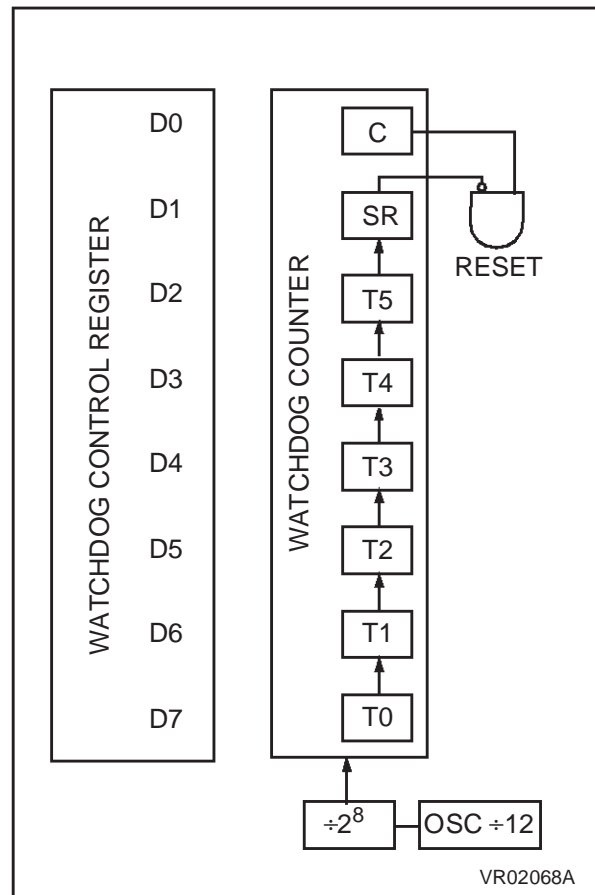 WATCHDOG CONTROL REGISTER
D0
D1
D2
D3
D4
D5
D6
D7
WATCHDOG COUNTER
C
SR
T5
T4
T3
T2
T1
T0
RESET
÷2⁸
OSC ÷12
VR02068A